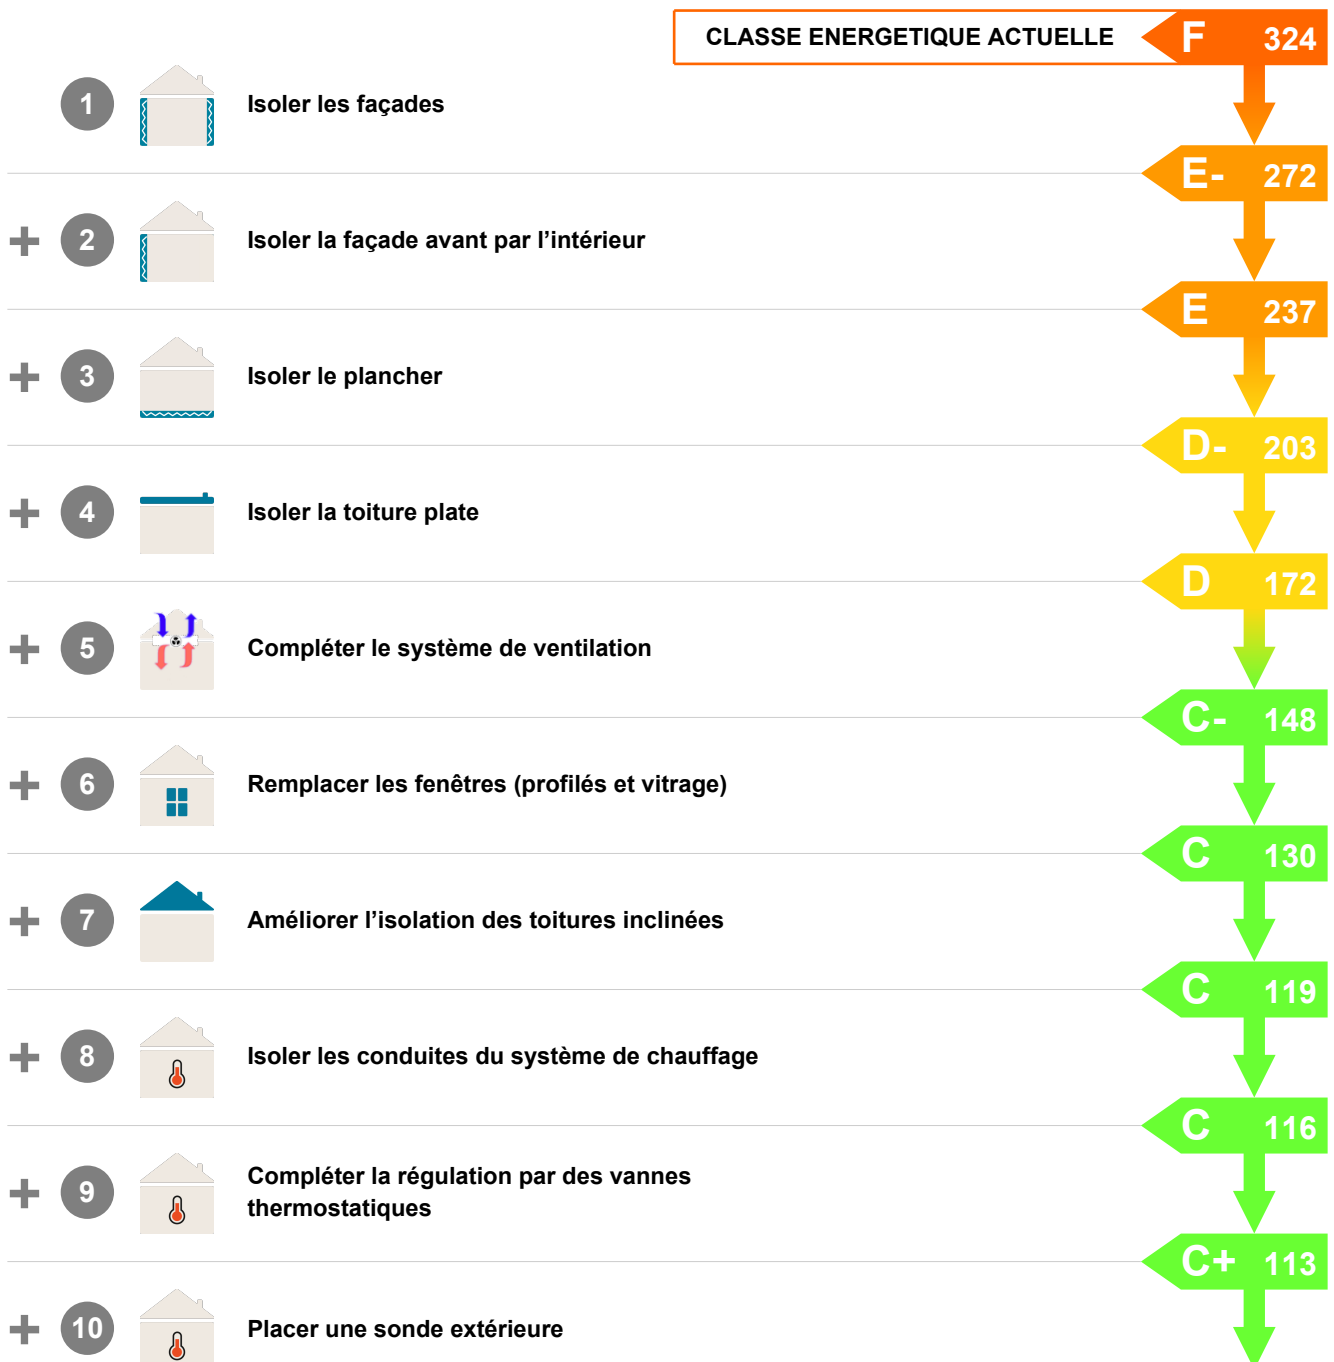 CLASSE ENERGETIQUE ACTUELLE F 324
1 Isoler les façades
E- 272
+ 2 Isoler la façade avant par l’intérieur
E 237
+ 3 Isoler le plancher
D- 203
+ 4 Isoler la toiture plate
D 172
+ 5 Compléter le système de ventilation
C- 148
+ 6 Remplacer les fenêtres (profilés et vitrage)
C 130
+ 7 Améliorer l’isolation des toitures inclinées
C 119
+ 8 Isoler les conduites du système de chauffage
C 116
+ 9 Compléter la régulation par des vannes
thermostatiques
C+ 113
+ 10 Placer une sonde extérieure